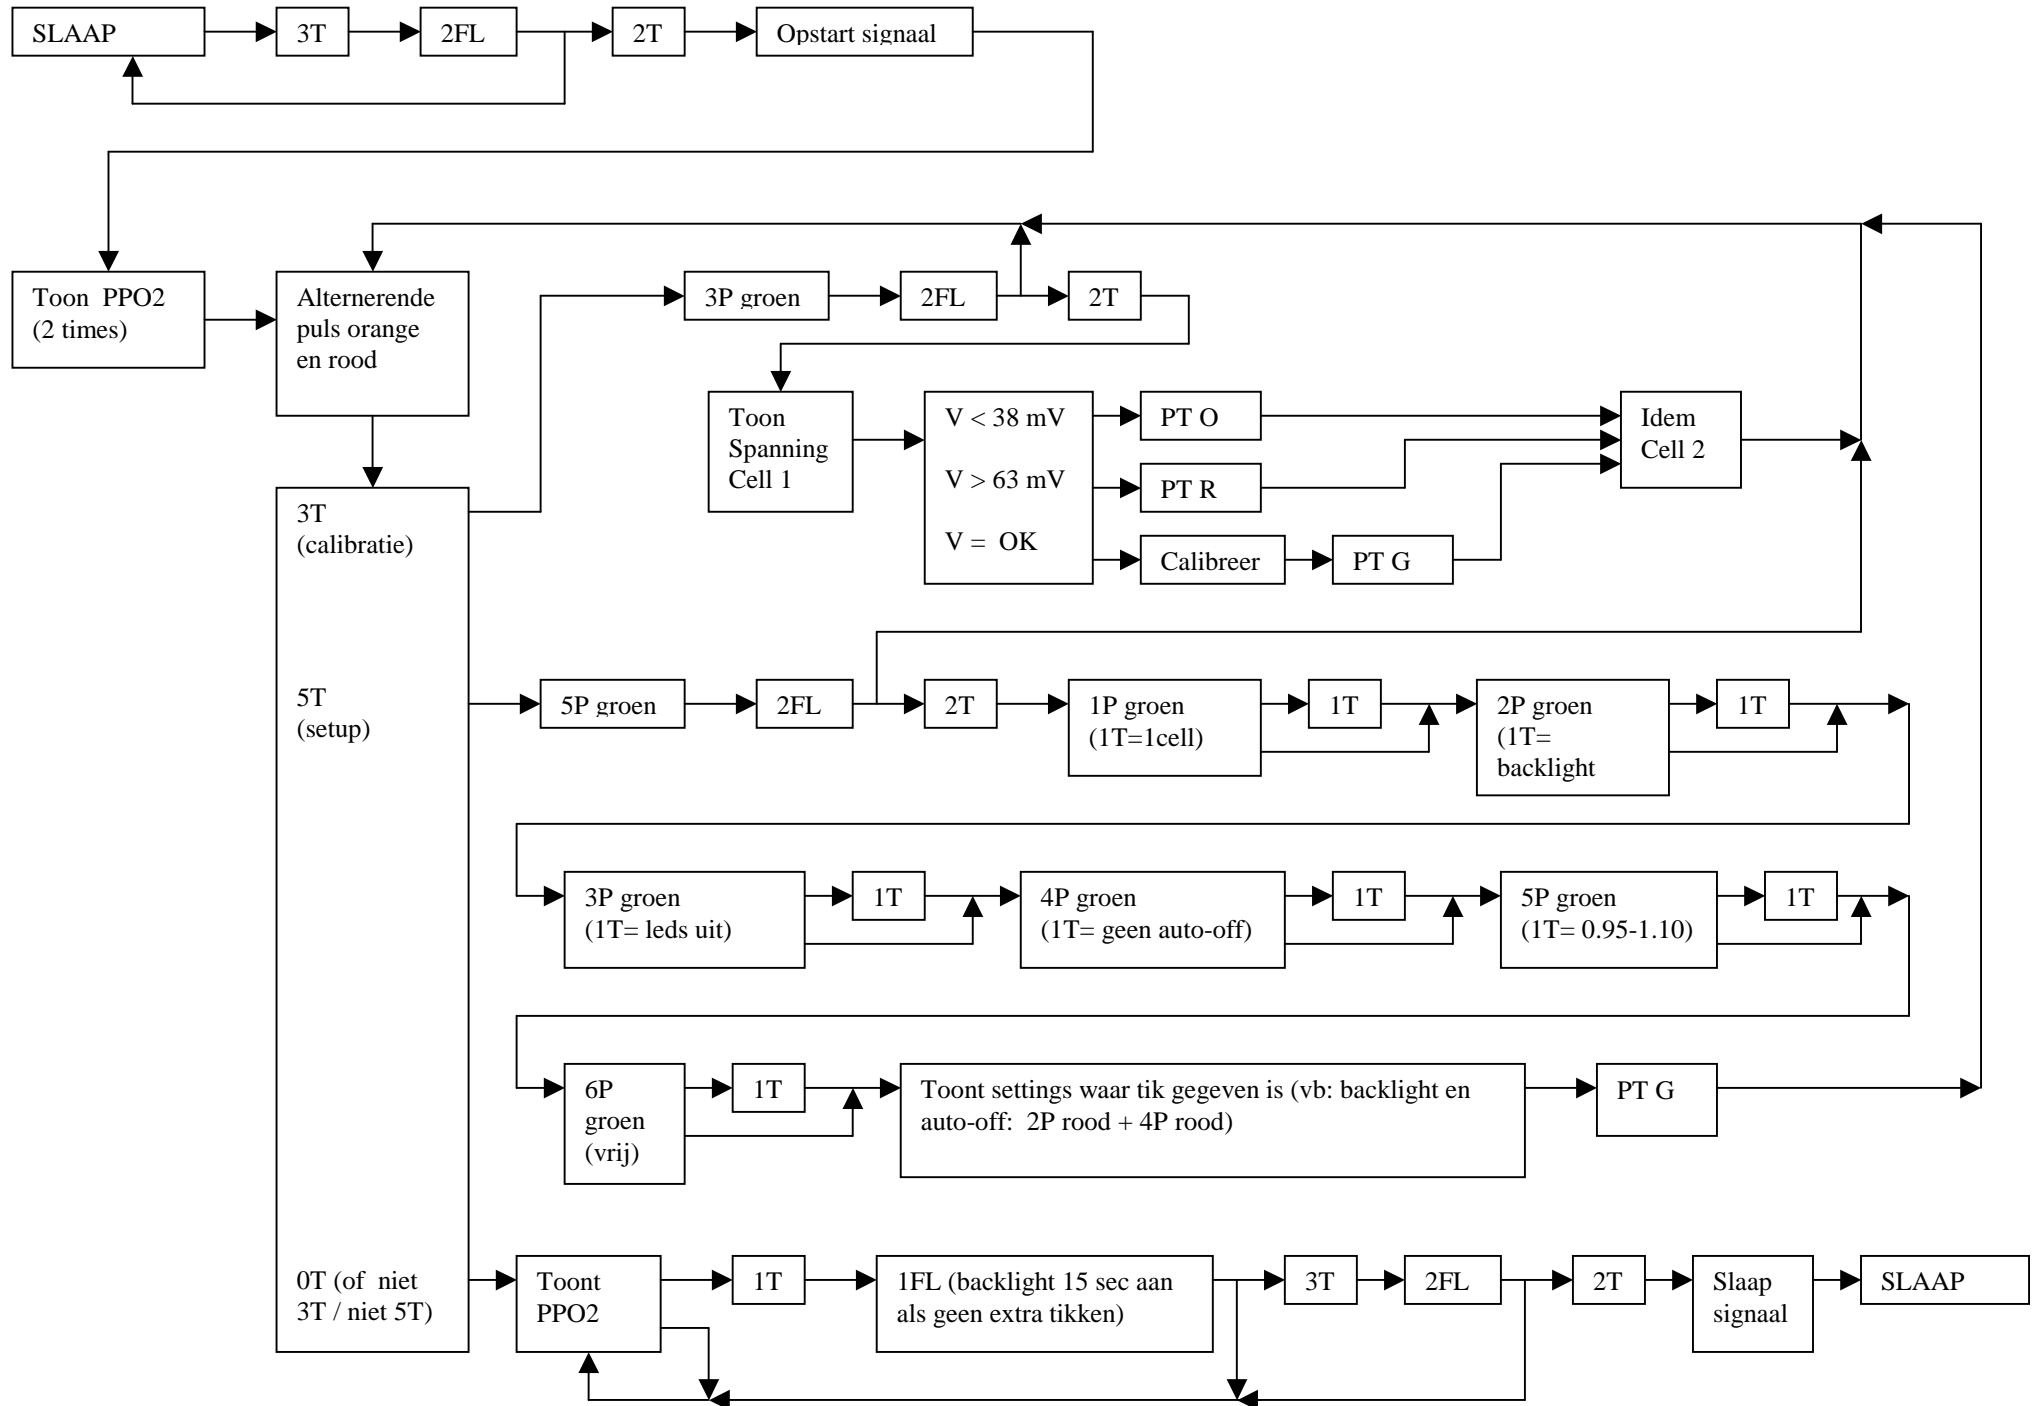 SLAAP
3T
2FL
2T
Opstart signaal
Toon PPO2
(2 times)
Alternerende
puls orange
en rood
3P groen
2FL
2T
Toon
Spanning
Cell 1
V < 38 mV
V > 63 mV
V = OK
PT O
PT R
Calibreer
PT G
Idem
Cell 2
3T
(calibratie)
5T
(setup)
5P groen
2FL
2T
1P groen
(1T=1cell)
1T
2P groen
(1T=
backlight
1T
3P groen
(1T= leds uit)
1T
4P groen
(1T= geen auto-off)
1T
5P groen
(1T= 0.95-1.10)
1T
6P
groen
(vrij)
1T
Toont settings waar tik gegeven is (vb: backlight en
auto-off: 2P rood + 4P rood)
PT G
0T (of niet
3T / niet 5T)
Toont
PPO2
1T
1FL (backlight 15 sec aan
als geen extra tikken)
3T
2FL
2T
Slaap
signaal
SLAAP